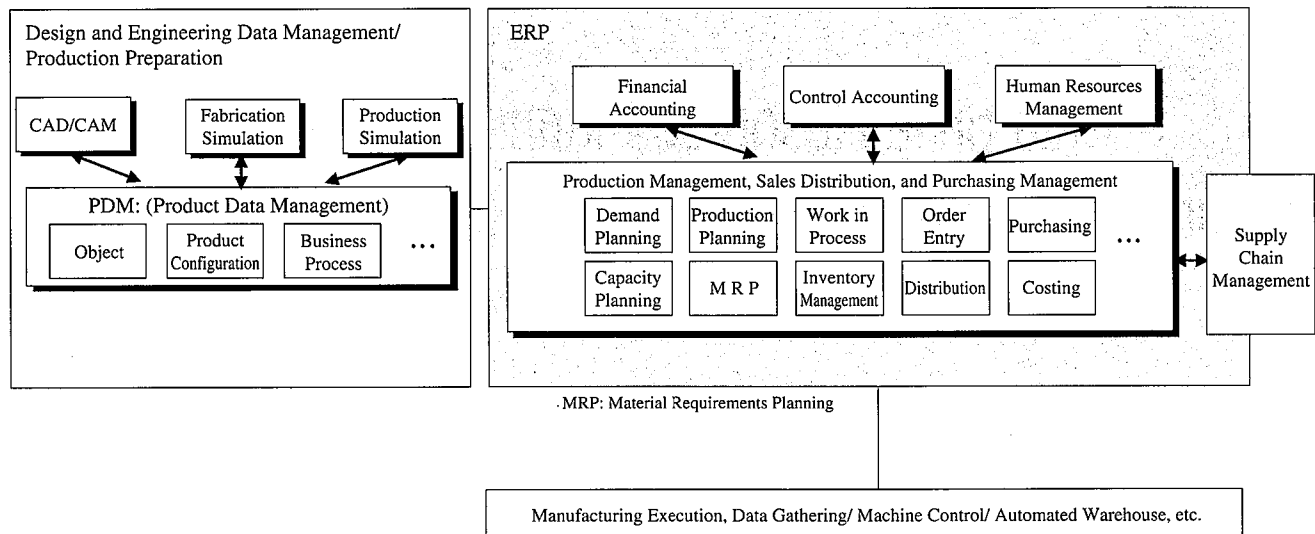 Design and Engineering Data Management/
Production Preparation
CAD/CAM
Fabrication
Simulation
Production
Simulation
PDM: (Product Data Management)
Object
Product
Configuration
Business
Process
...
ERP
Financial
Accounting
Control Accounting
Human Resources
Management
Production Management, Sales Distribution, and Purchasing Management
Demand
Planning
Production
Planning
Work in
Process
Order
Entry
Purchasing
...
Capacity
Planning
M R P
Inventory
Management
Distribution
Costing
Supply
Chain
Management
MRP: Material Requirements Planning
Manufacturing Execution, Data Gathering/ Machine Control/ Automated Warehouse, etc.